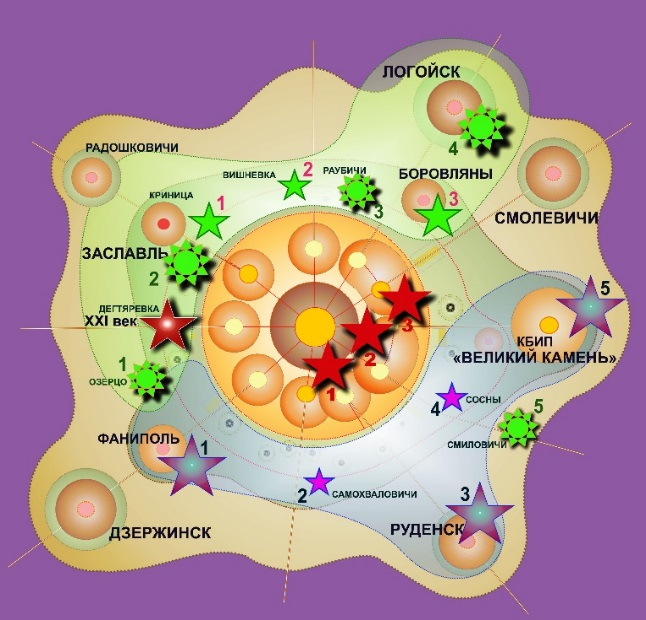 ЛОГОЙСК
4
РАДОШКОВИЧИ
ВИШНЕВКА
2
РАУБИЧИ
3
БОРОВЛЯНЫ
КРИНИЦА
1
3
СМОЛЕВИЧИ
ЗАСЛАВЛЬ
2
ДЕГТЯРЕВКА
XXI век
5
3
2
1
КБИП
«ВЕЛИКИЙ КАМЕНЬ»
1
ОЗЕРЦО
4
СОСНЫ
5
СМИЛОВИЧИ
ФАНИПОЛЬ
1
2
САМОХВАЛОВИЧИ
3
РУДЕНСК
ДЗЕРЖИНСК